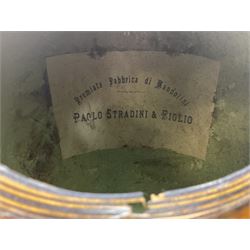 Premiata Fabbrica di Mandolini
PAOLO STRADINI & FIGLIO